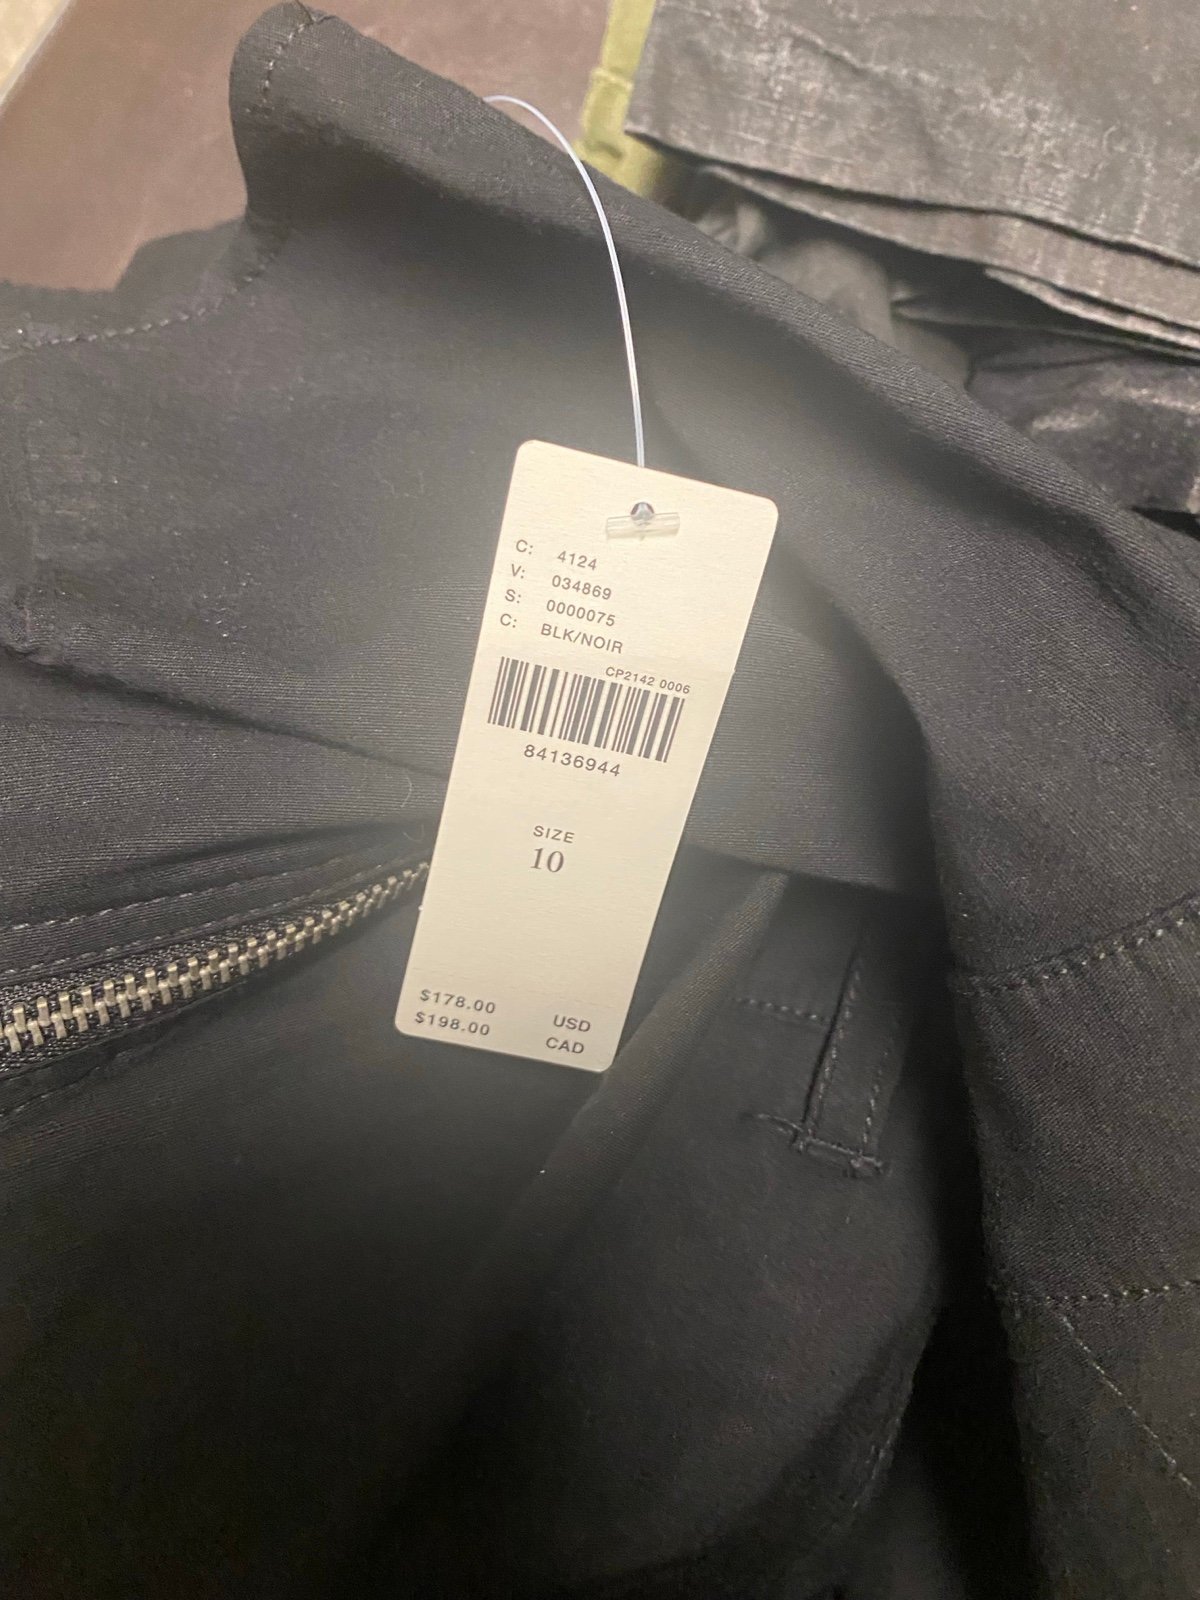 C: 4124
V: 034869
S: 0000075
C: BLK/NOIR
CP2142 0006
84136944
SIZE
10
$178.00 USD
$198.00 CAD